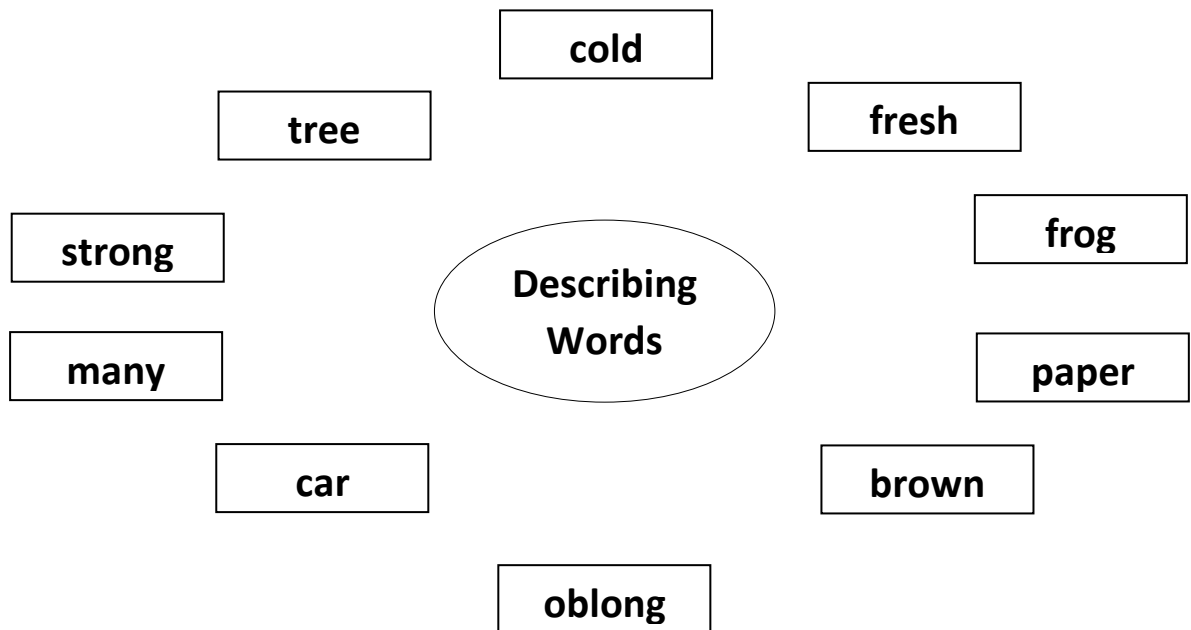 cold
tree
fresh
strong
frog
Describing
Words
many
paper
car
brown
oblong